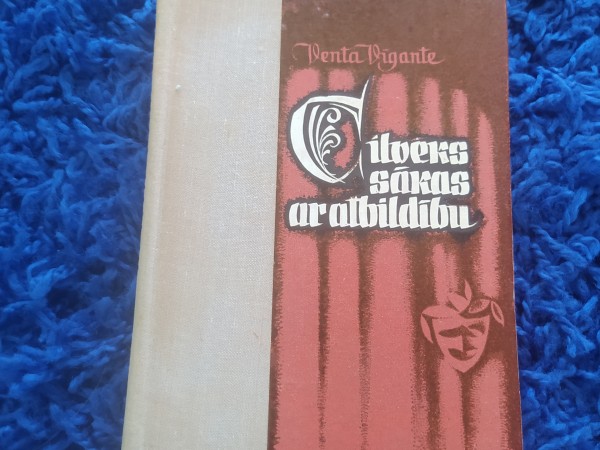 Venta Vīgante
Cilvēks
sākas
ar atbildību